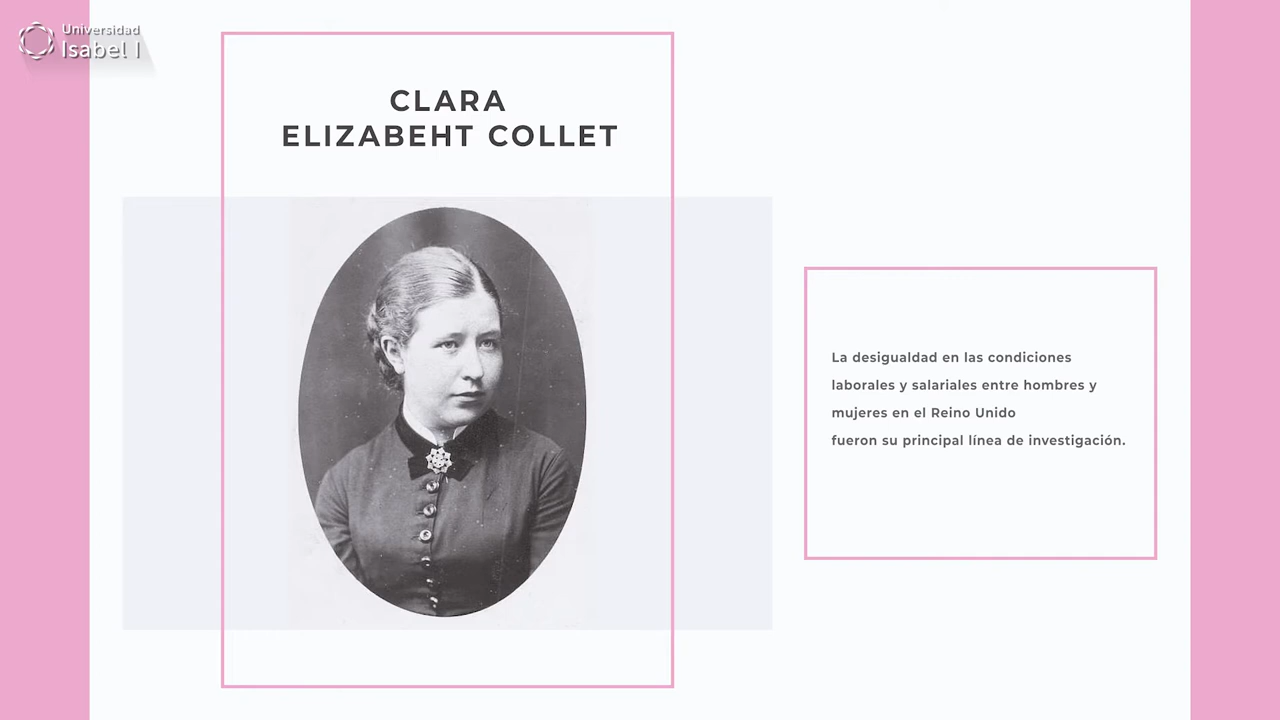 Universidad
Isabel I
CLARA
ELIZABEHT COLLET
La desigualdad en las condiciones
laborales y salariales entre hombres y
mujeres en el Reino Unido
fueron su principal línea de investigación.